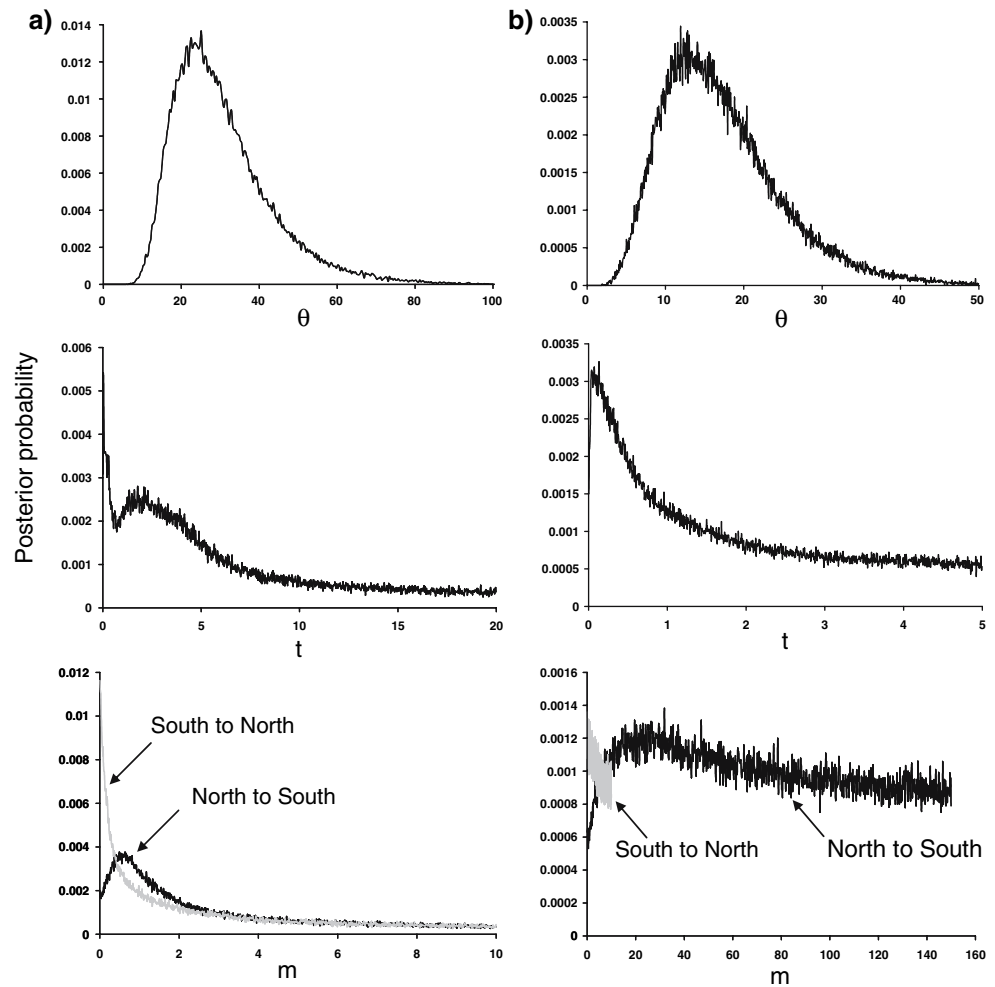 a)
0.014
0.012
0.01
0.008
0.006
0.004
0.002
0
0 20 40 60 80 100
θ
b)
0.0035
0.003
0.0025
0.002
0.0015
0.001
0.0005
0
0 10 20 30 40 50
θ
Posterior probability
0.006
0.005
0.004
0.003
0.002
0.001
0
0 5 10 15 20
t
0.0035
0.003
0.0025
0.002
0.0015
0.001
0.0005
0
0 1 2 3 4 5
t
0.012
0.01
0.008
0.006
0.004
0.002
0
South to North
North to South
0 2 4 6 8 10
m
0.0016
0.0014
0.0012
0.001
0.0008
0.0006
0.0004
0.0002
0
South to North
North to South
0 20 40 60 80 100 120 140 160
m